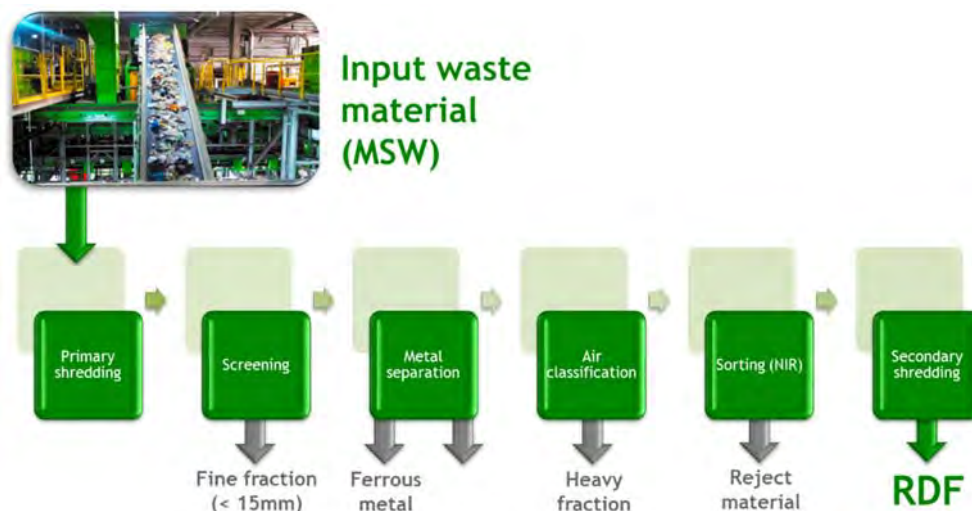 Input waste
material
(MSW)
Primary
shredding
Screening
Metal
separation
Air
classification
Sorting (NIR)
Secondary
shredding
Fine fraction
(< 15mm)
Ferrous
metal
Heavy
fraction
Reject
material
RDF